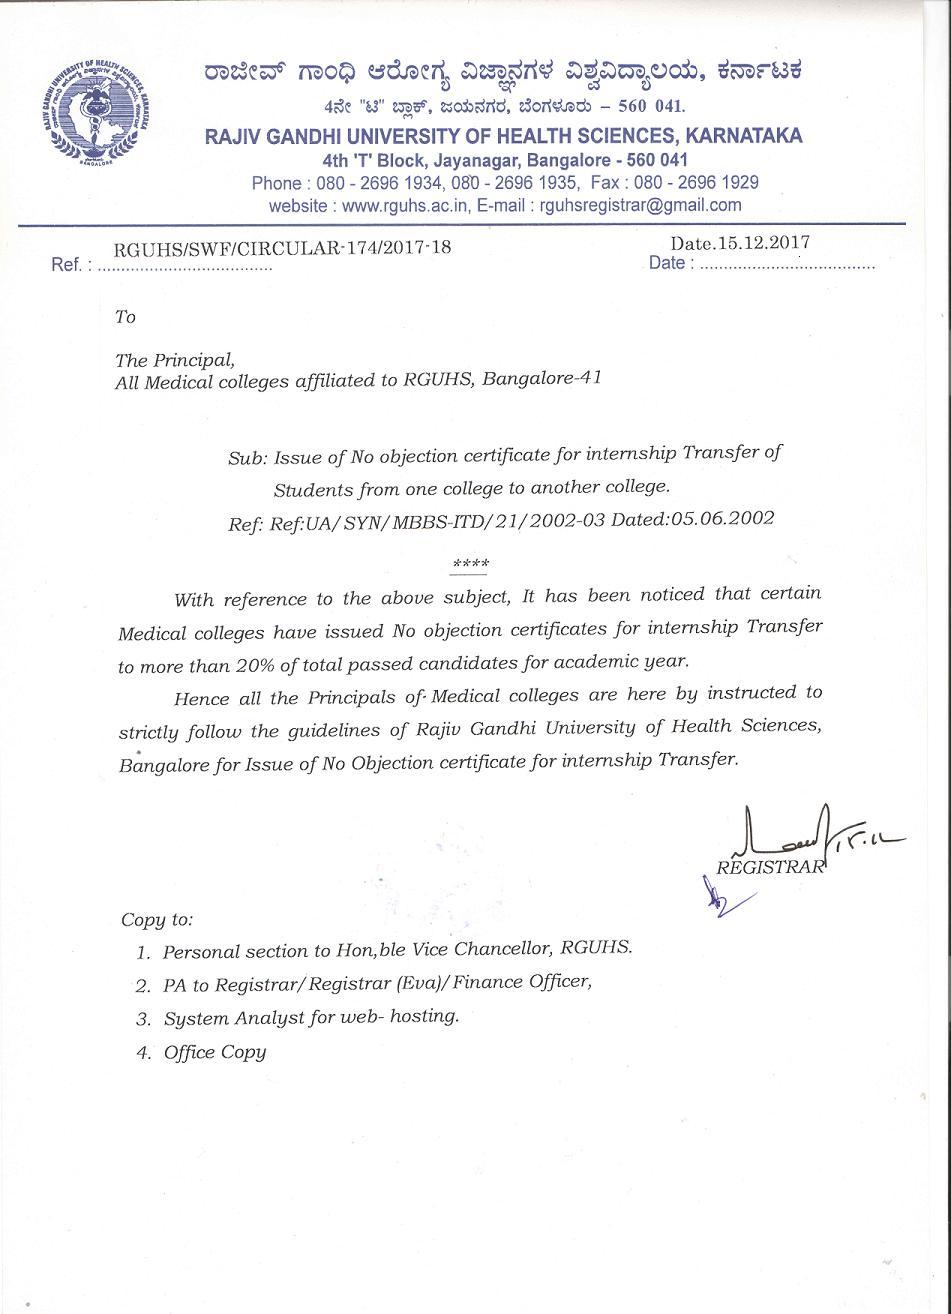 ರಾಜೀವ್ ಗಾಂಧಿ ಆರೋಗ್ಯ ವಿಜ್ಞಾನಗಳ ವಿಶ್ವವಿದ್ಯಾಲಯ, ಕರ್ನಾಟಕ
4ನೇ "ಟಿ" ಬ್ಲಾಕ್, ಜಯನಗರ, ಬೆಂಗಳೂರು – 560 041.
RAJIV GANDHI UNIVERSITY OF HEALTH SCIENCES, KARNATAKA
4th 'T' Block, Jayanagar, Bangalore - 560 041
Phone : 080 - 2696 1934, 080 - 2696 1935, Fax : 080 - 2696 1929
website : www.rguhs.ac.in, E-mail : rguhsregistrar@gmail.com
RAJIV GANDHI UNIVERSITY OF HEALTH SCIENCES, KARNATAKA
BANGALORE
RGUHS/SWF/CIRCULAR-174/2017-18 Date.15.12.2017
Ref. : .................................... Date : .....................................
To
The Principal,
All Medical colleges affiliated to RGUHS, Bangalore-41
Sub: Issue of No objection certificate for internship Transfer of
Students from one college to another college.
Ref: Ref:UA/SYN/MBBS-ITD/21/2002-03 Dated:05.06.2002
****
With reference to the above subject, It has been noticed that certain
Medical colleges have issued No objection certificates for internship Transfer
to more than 20% of total passed candidates for academic year.
Hence all the Principals of Medical colleges are here by instructed to
strictly follow the guidelines of Rajiv Gandhi University of Health Sciences,
Bangalore for Issue of No Objection certificate for internship Transfer.
REGISTRAR
Copy to:
1. Personal section to Hon,ble Vice Chancellor, RGUHS.
2. PA to Registrar/Registrar (Eva)/Finance Officer,
3. System Analyst for web- hosting.
4. Office Copy